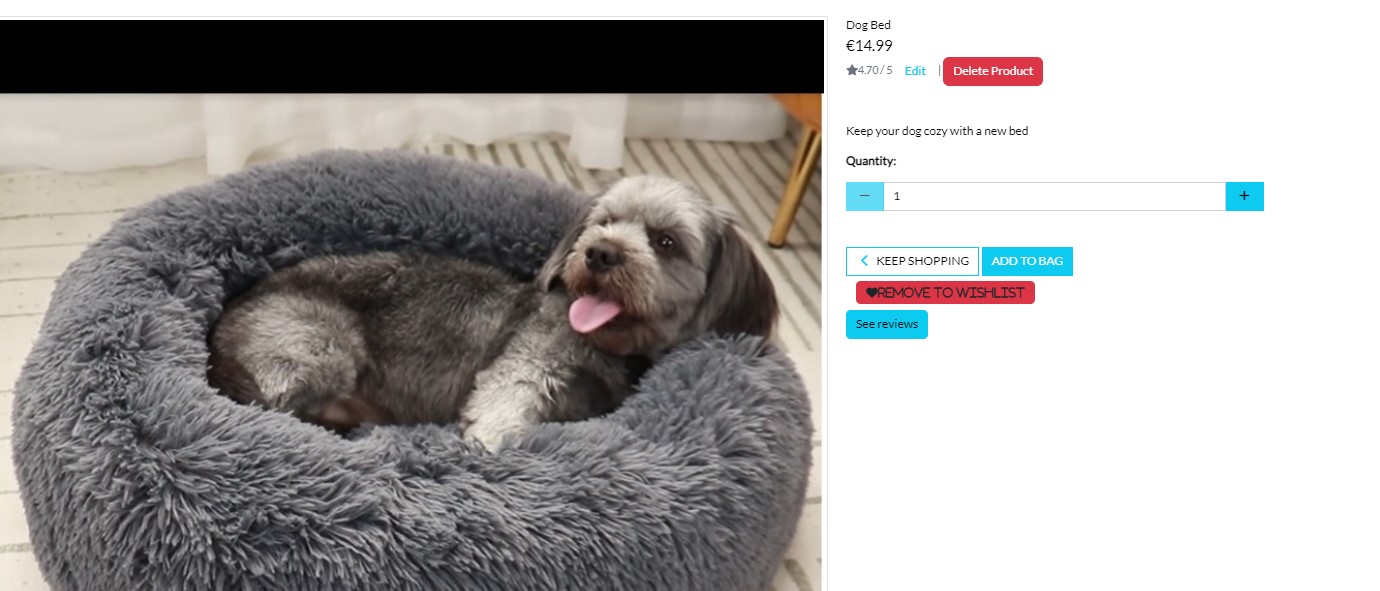 Dog Bed
€14.99
4.70 / 5 Edit | Delete Product
Keep your dog cozy with a new bed
Quantity:
− 1 +
KEEP SHOPPING ADD TO BAG
REMOVE TO WISHLIST
See reviews